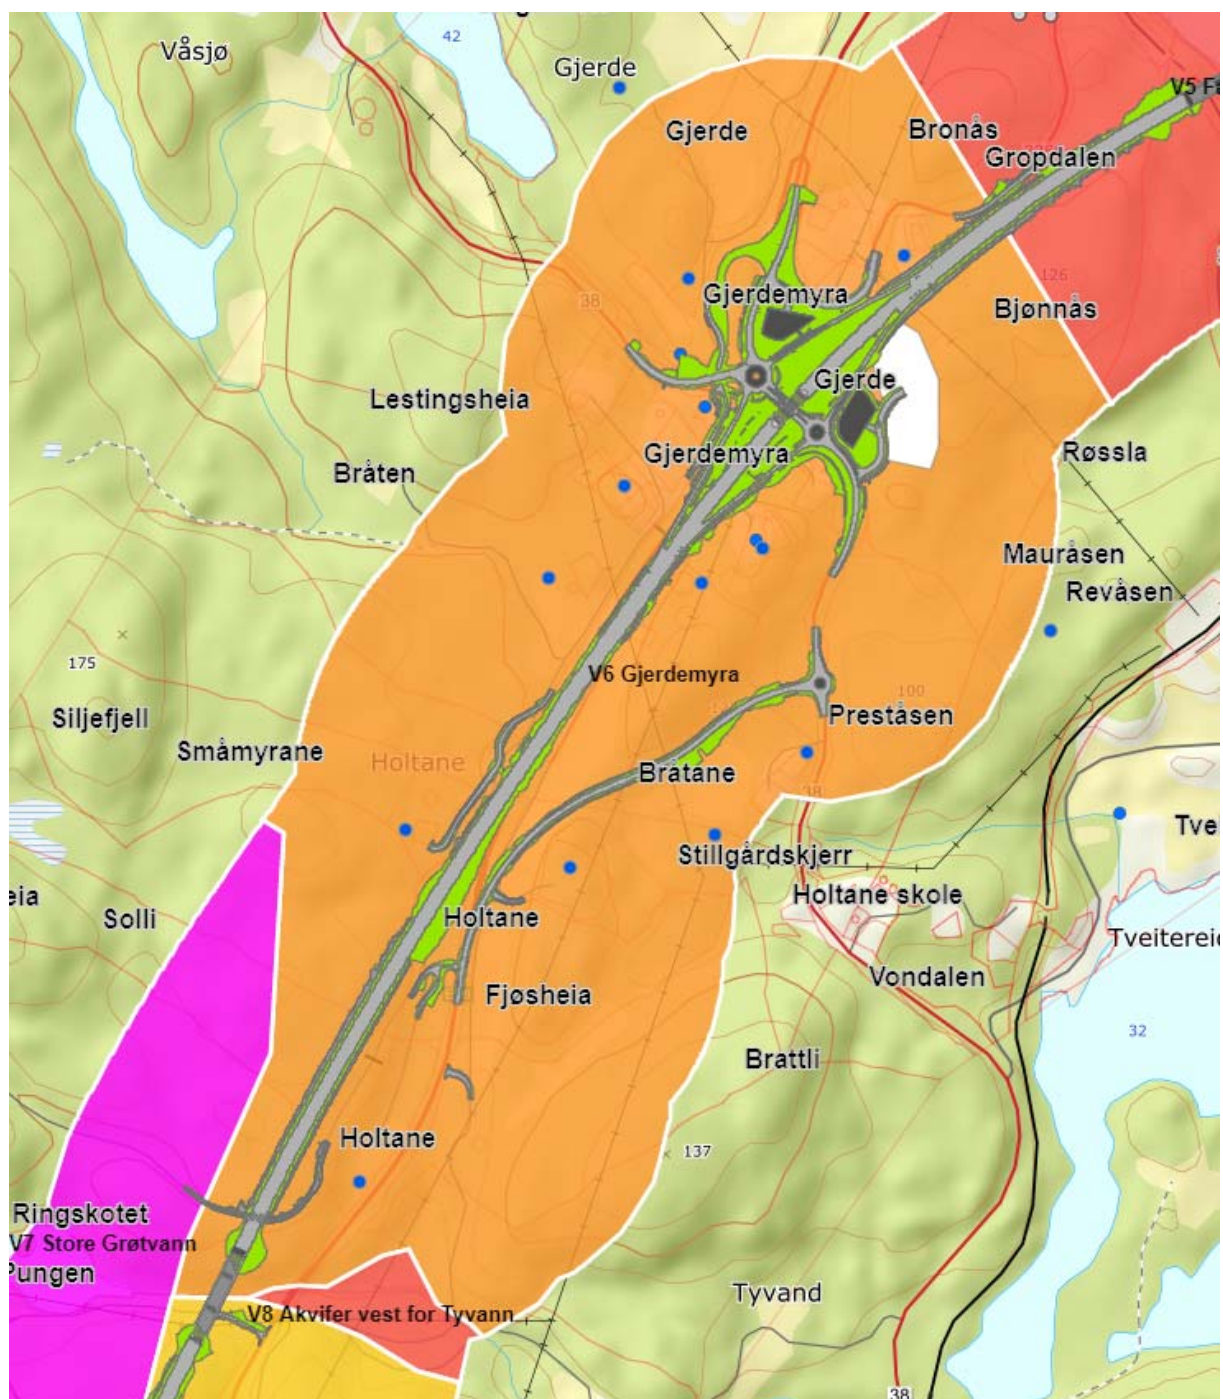 42
Våsjø
Gjerde
Gjerde
V5 F
Bronås
Gropdalen
126
Gjerdemyra
38
Bjønnås
Gjerde
Lestingsheia
Gjerdemyra
Røssla
Bråten
Mauråsen
Revåsen
175
V6 Gjerdemyra
100
Siljefjell
Preståsen
Småmyrane
Holtane
Bråtane
38
Tve
Stillgårdskjerr
eia
Holtane skole
Solli
Holtane
Tveitereid
Vondalen
Fjøsheia
32
Brattli
Holtane
137
Ringskotet
V7 Store Grøtvann
Pungen
Tyvand
V8 Akvifer vest for Tyvann
38